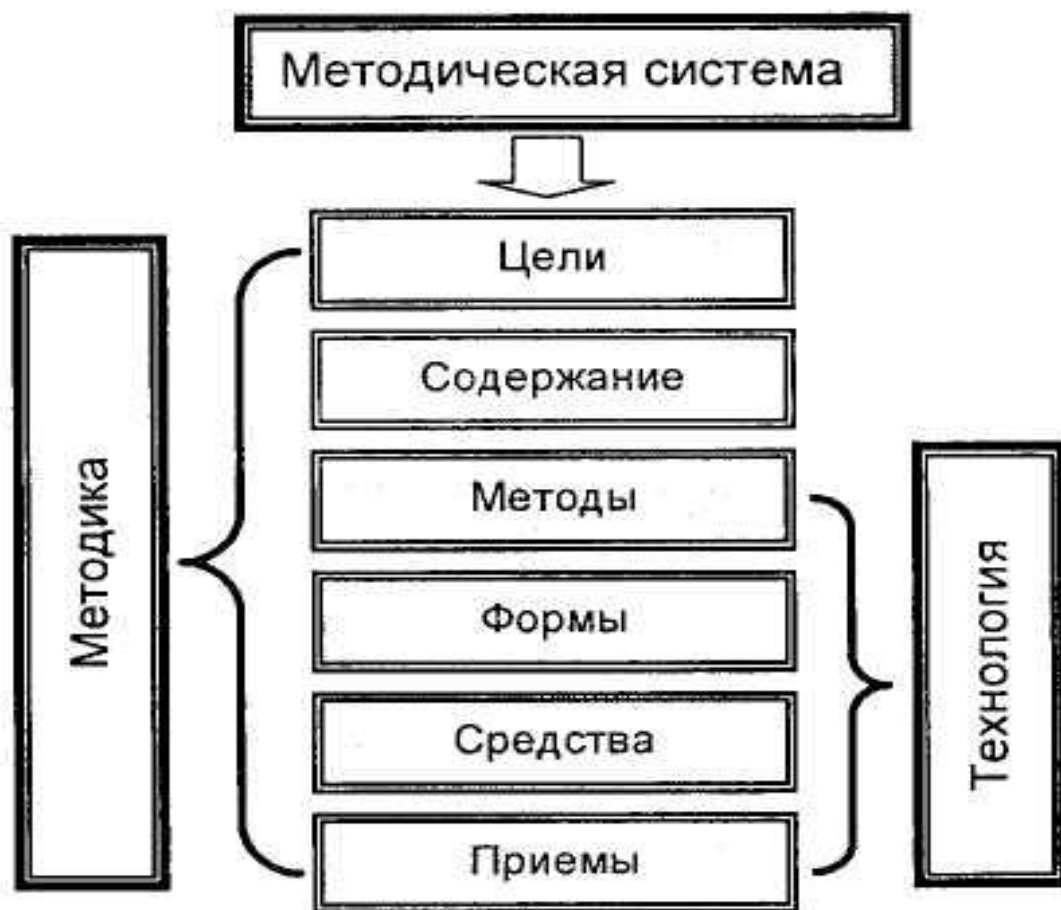 Методическая система
Цели
Содержание
Методы
Формы
Средства
Приемы
Методика
Технология